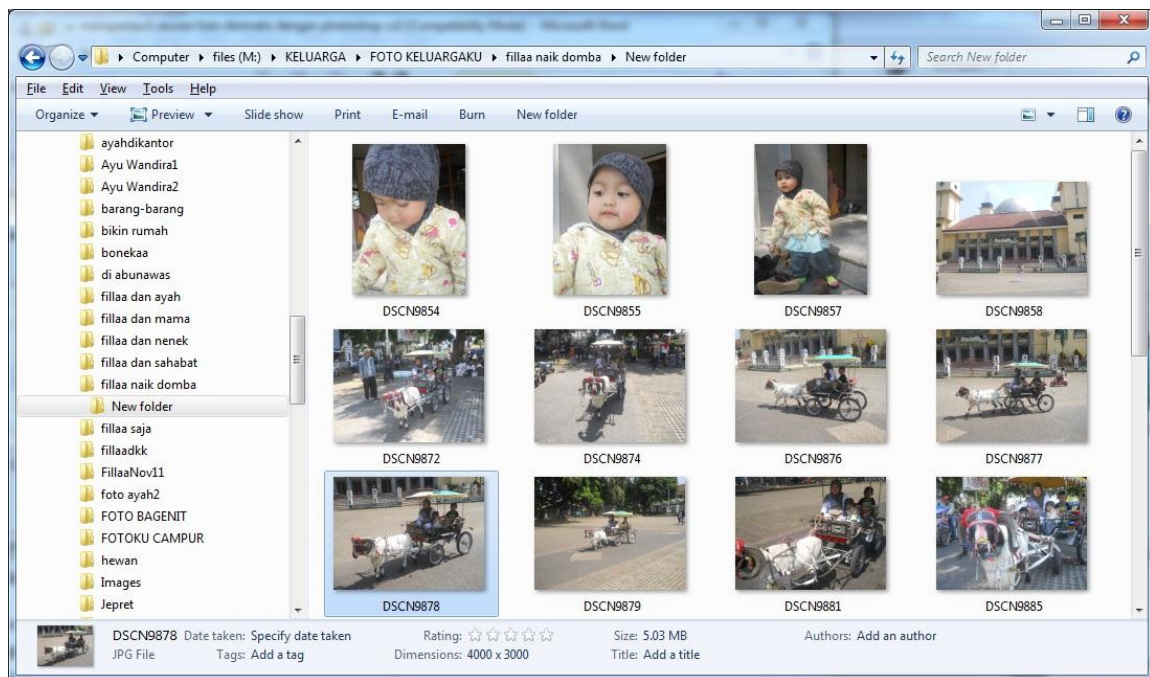 Computer ▸ files (M:) ▸ KELUARGA ▸ FOTO KELUARGAKU ▸ fillaa naik domba ▸ New folder
Search New folder
File Edit View Tools Help
Organize Preview Slide show Print E-mail Burn New folder
ayahdikantor
Ayu Wandira1
Ayu Wandira2
barang-barang
bikin rumah
bonekaa
di abunawas
fillaa dan ayah
fillaa dan mama
fillaa dan nenek
fillaa dan sahabat
fillaa naik domba
New folder
fillaa saja
fillaadkk
FillaaNov11
foto ayah2
FOTO BAGENIT
FOTOKU CAMPUR
hewan
Images
Jepret
DSCN9854 DSCN9855 DSCN9857 DSCN9858
DSCN9872 DSCN9874 DSCN9876 DSCN9877
DSCN9878 DSCN9879 DSCN9881 DSCN9885
DSCN9878 Date taken: Specify date taken Rating: Size: 5.03 MB Authors: Add an author
JPG File Tags: Add a tag Dimensions: 4000 x 3000 Title: Add a title